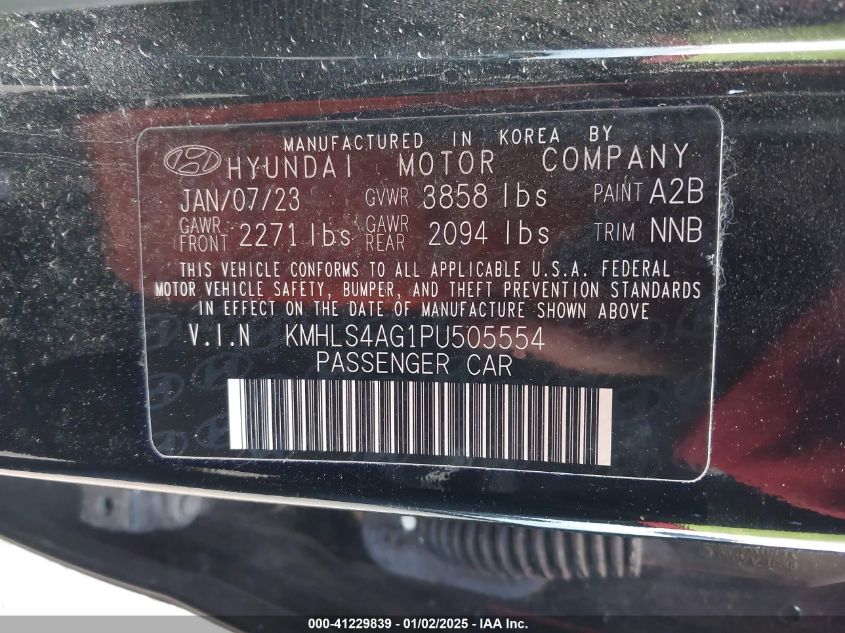 MANUFACTURED IN KOREA BY
HYUNDAI MOTOR COMPANY
JAN/07/23 GVWR 3858 lbs PAINT A2B
GAWR FRONT 2271 lbs GAWR REAR 2094 lbs TRIM NNB
THIS VEHICLE CONFORMS TO ALL APPLICABLE U.S.A. FEDERAL
MOTOR VEHICLE SAFETY, BUMPER, AND THEFT PREVENTION STANDARDS
IN EFFECT ON THE DATE OF MANUFACTURE SHOWN ABOVE
V.I.N KMHLS4AG1PU505554
PASSENGER CAR
000-41229839 - 01/02/2025 - Copyright IAA, Inc.